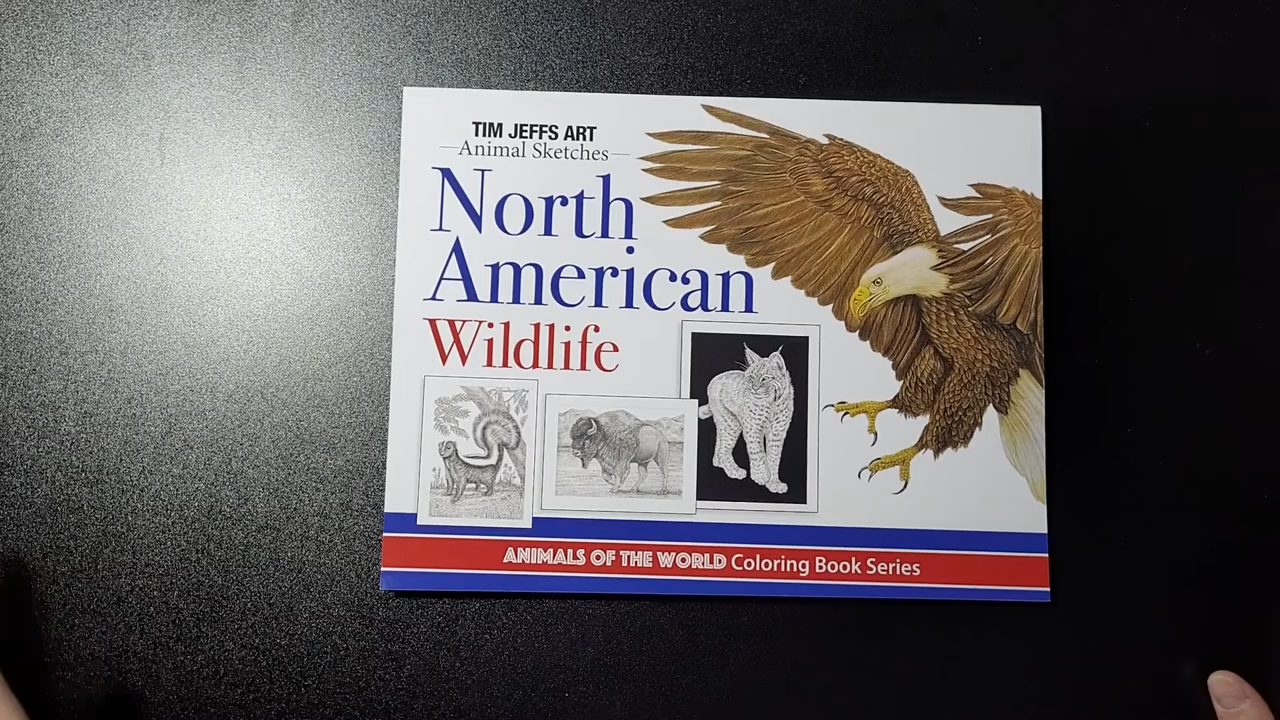 TIM JEFFS ART
Animal Sketches
North
American
Wildlife
ANIMALS OF THE WORLD Coloring Book Series